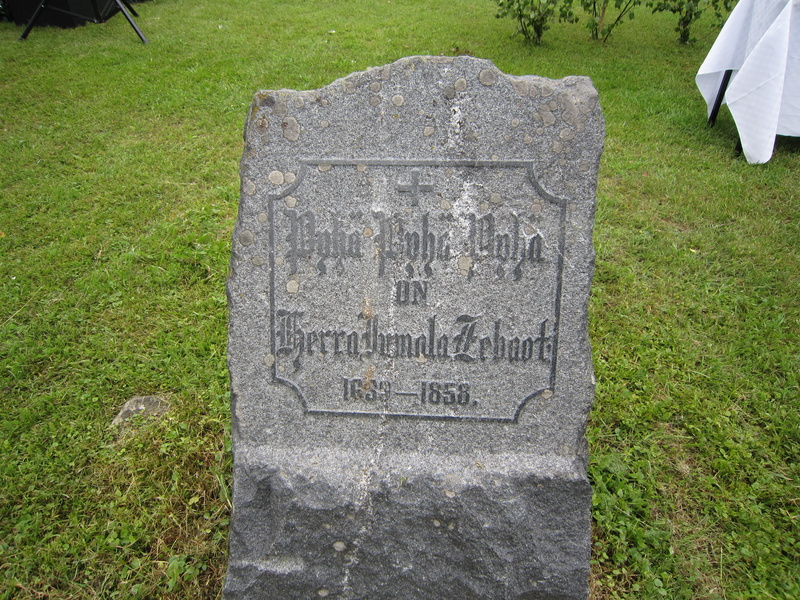 Pyhä Pyhä Pyhä
ON
Herra Jumala Zebaot
1639—1858.